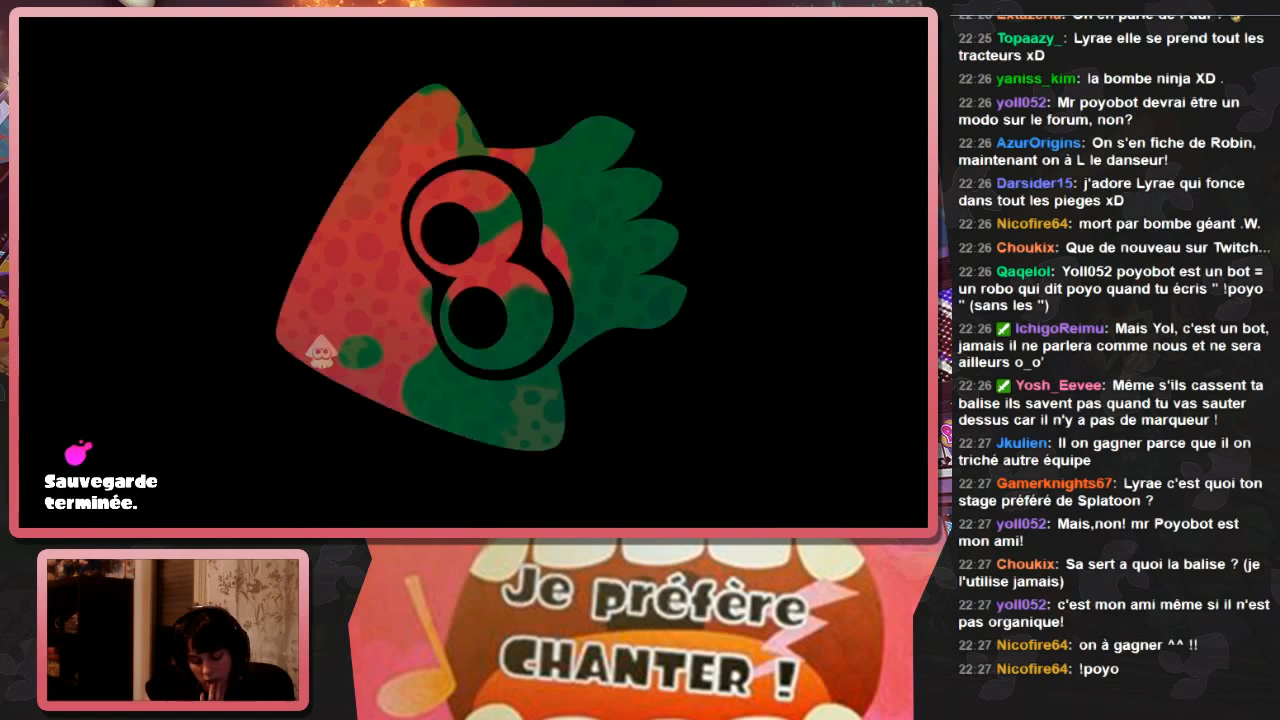 Sauvegarde
terminée.
Je préfère
CHANTER !
22:25 Topaazy_: Lyrae elle se prend tout les
tracteurs xD
22:26 yaniss_kim: la bombe ninja XD .
22:26 yoll052: Mr poyobot devrai être un
modo sur le forum, non?
22:26 AzurOrigins: On s'en fiche de Robin,
maintenant on à L le danseur!
22:26 Darsider15: j'adore Lyrae qui fonce
dans tout les pieges xD
22:26 Nicofire64: mort par bombe géant .W.
22:26 Choukix: Que de nouveau sur Twitch...
22:26 Qaqelol: Yoll052 poyobot est un bot =
un robo qui dit poyo quand tu écris " !poyo
" (sans les ")
22:26 IchigoReimu: Mais Yol, c'est un bot,
jamais il ne parlera comme nous et ne sera
ailleurs o_o'
22:26 Yosh_Eevee: Même s'ils cassent ta
balise ils savent pas quand tu vas sauter
dessus car il n'y a pas de marqueur !
22:27 Jkulien: Il on gagner parce que il on
triché autre équipe
22:27 Gamerknights67: Lyrae c'est quoi ton
stage préféré de Splatoon ?
22:27 yoll052: Mais,non! mr Poyobot est
mon ami!
22:27 Choukix: Sa sert a quoi la balise ? (je
l'utilise jamais)
22:27 yoll052: c'est mon ami même si il n'est
pas organique!
22:27 Nicofire64: on à gagner ^^ !!
22:27 Nicofire64: !poyo